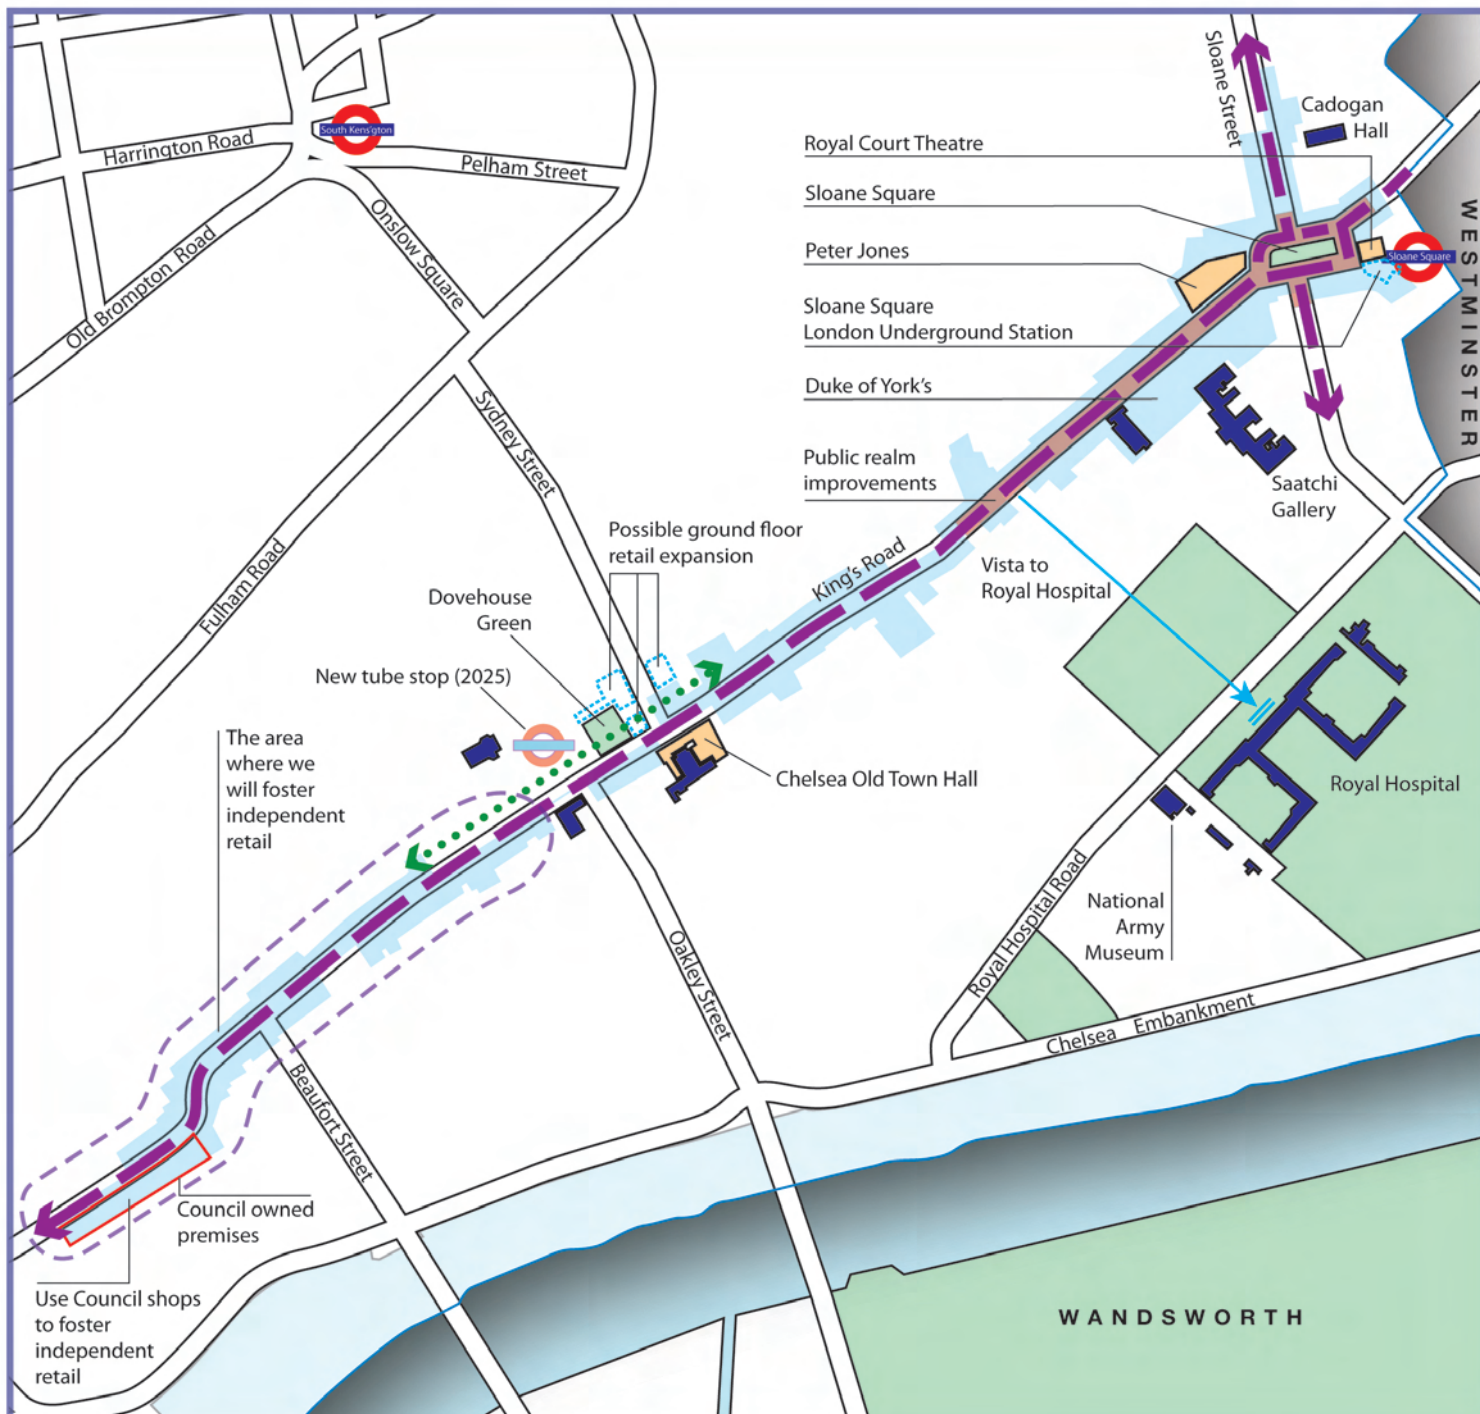 Sloane Street
Cadogan
Hall
South Kens'gton
Harrington Road
Pelham Street
Royal Court Theatre
Sloane Square
Peter Jones
Sloane Square
London Underground Station
Duke of York's
Public realm
improvements
Sloane Square
WESTMINSTER
Onslow Square
Old Brompton Road
Sydney Street
Saatchi
Gallery
Fulham Road
Possible ground floor
retail expansion
King's Road
Vista to
Royal Hospital
Dovehouse
Green
New tube stop (2025)
The area
where we
will foster
independent
retail
Chelsea Old Town Hall
Royal Hospital
National
Army
Museum
Royal Hospital Road
Oakley Street
Chelsea Embankment
Beaufort Street
Council owned
premises
Use Council shops
to foster
independent
retail
WANDSWORTH